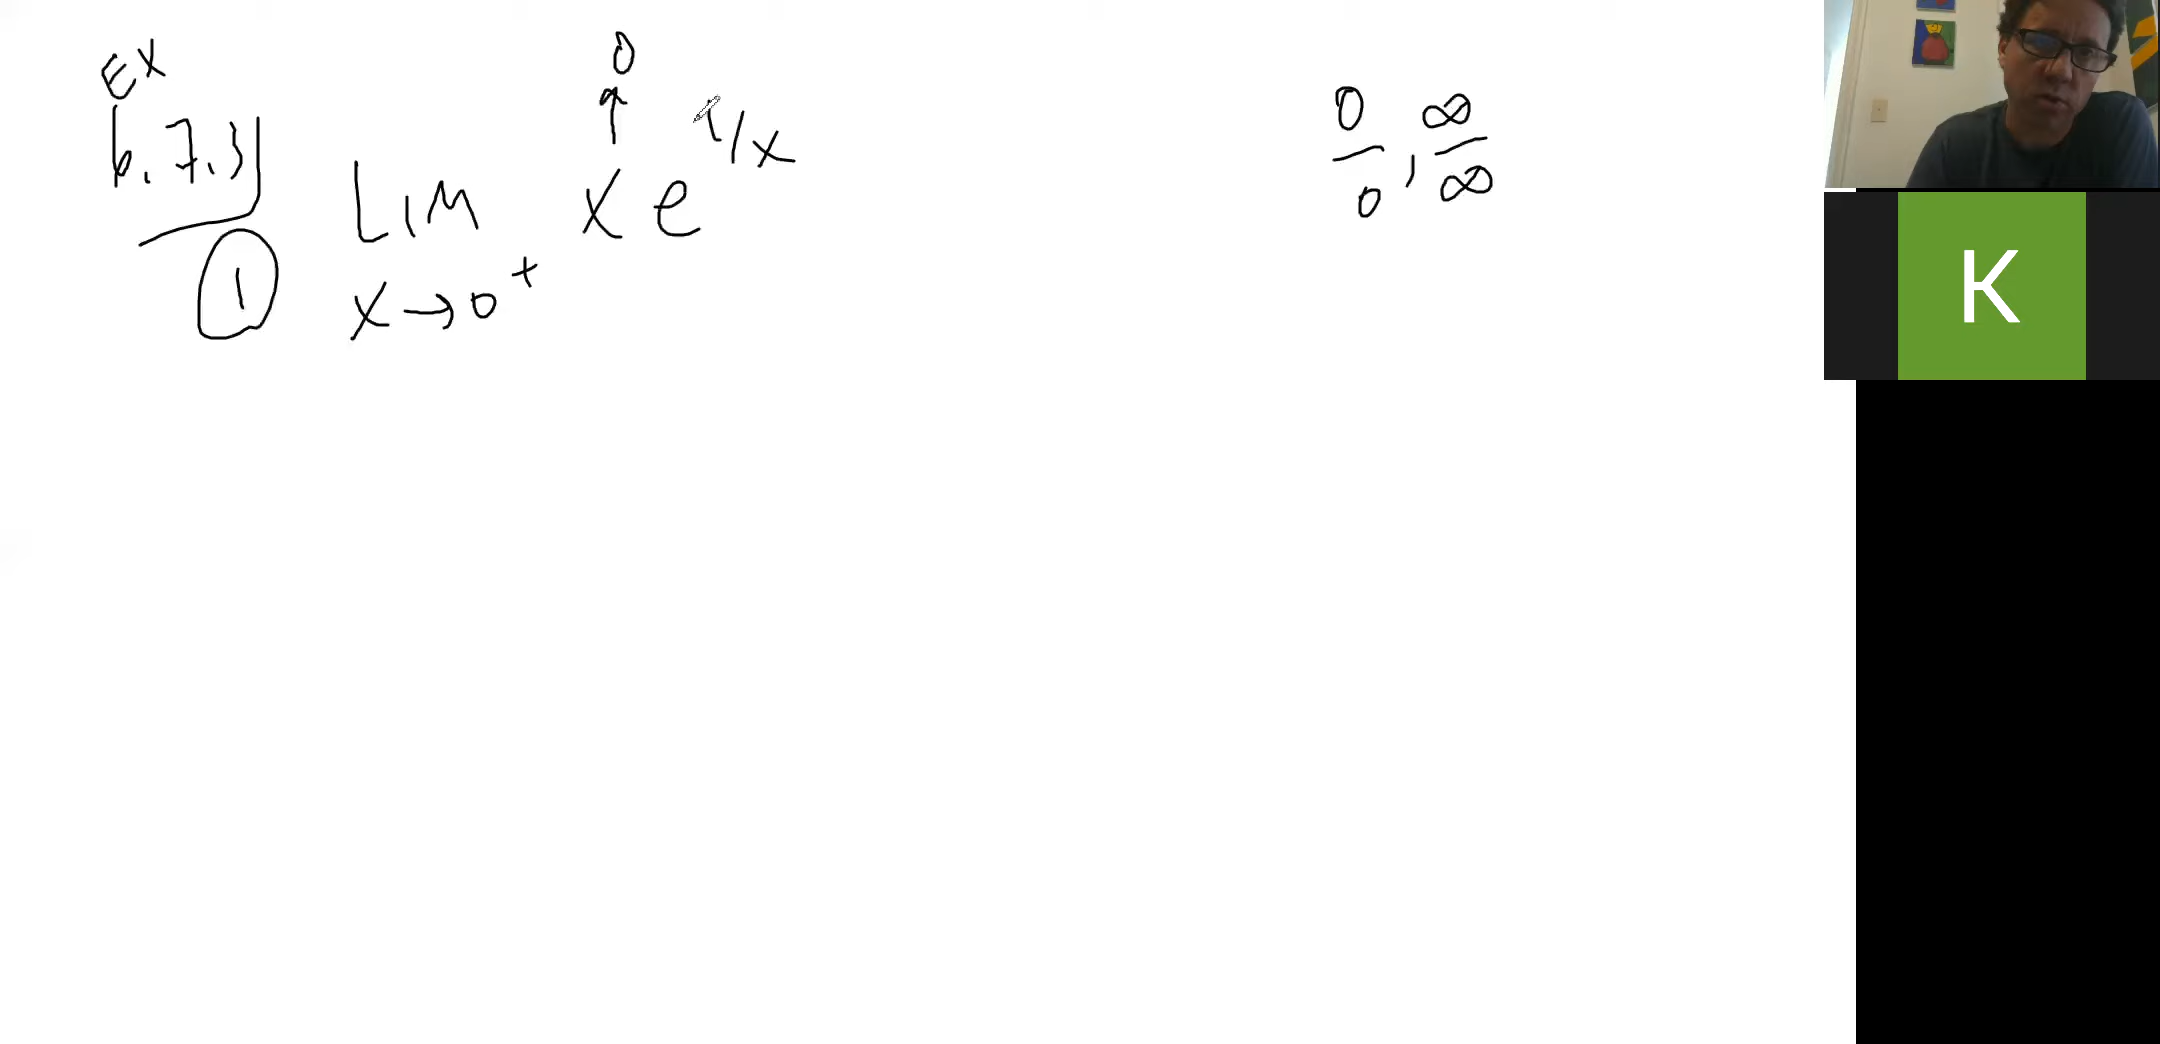 EX
6.7.3
1
0
↑
LIM x e^1/x
x→0^+
0/0, ∞/∞
K